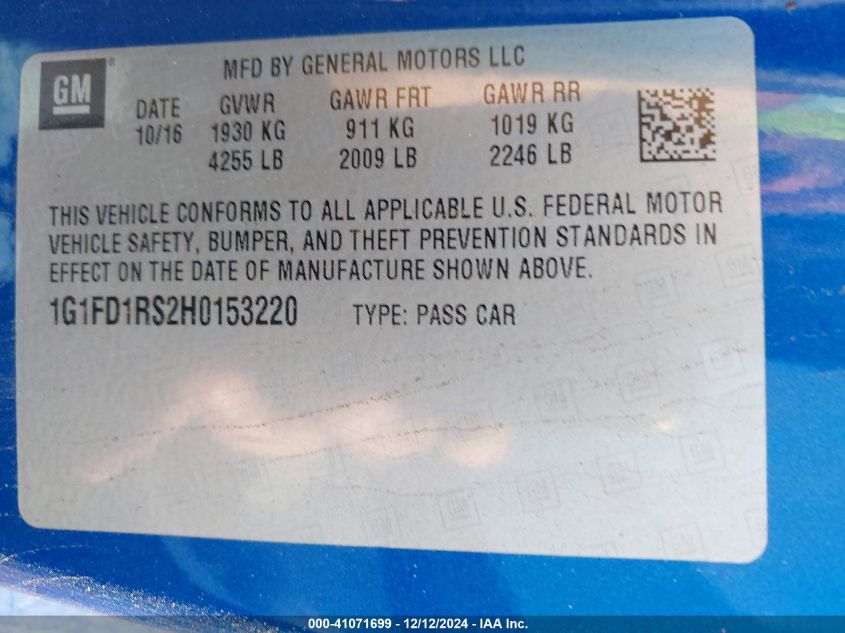 GM®
MFD BY GENERAL MOTORS LLC
DATE GVWR GAWR FRT GAWR RR
10/16 1930 KG 911 KG 1019 KG
4255 LB 2009 LB 2246 LB
THIS VEHICLE CONFORMS TO ALL APPLICABLE U.S. FEDERAL MOTOR
VEHICLE SAFETY, BUMPER, AND THEFT PREVENTION STANDARDS IN
EFFECT ON THE DATE OF MANUFACTURE SHOWN ABOVE.
1G1FD1RS2H0153220 TYPE: PASS CAR
000-41071699 - 12/12/2024 - IAA Inc.